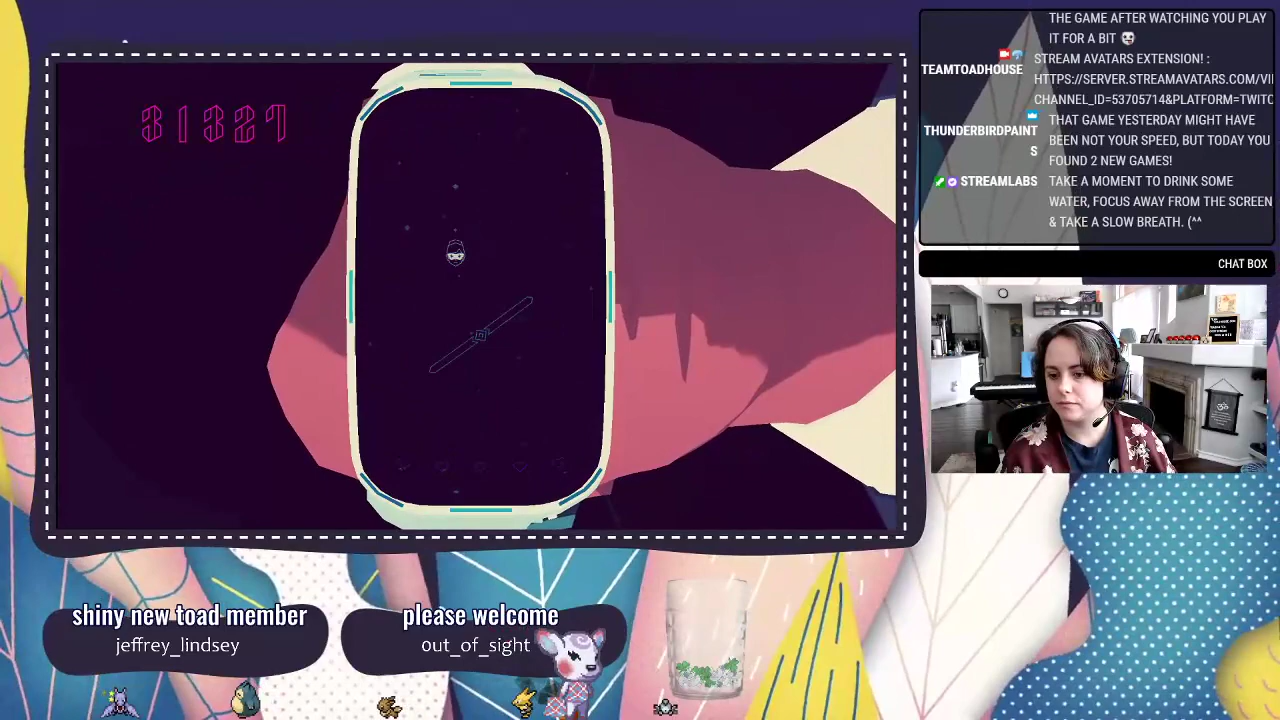 31327
THE GAME AFTER WATCHING YOU PLAY
IT FOR A BIT
TEAMTOADHOUSE STREAM AVATARS EXTENSION! :
HTTPS://SERVER.STREAMAVATARS.COM/VI
CHANNEL_ID=53705714&PLATFORM=TWITC
THUNDERBIRDPAINT THAT GAME YESTERDAY MIGHT HAVE
S BEEN NOT YOUR SPEED, BUT TODAY YOU
FOUND 2 NEW GAMES!
STREAMLABS TAKE A MOMENT TO DRINK SOME
WATER, FOCUS AWAY FROM THE SCREEN
& TAKE A SLOW BREATH. (^^
CHAT BOX
shiny new toad member
jeffrey_lindsey
please welcome
0ut_of_sight